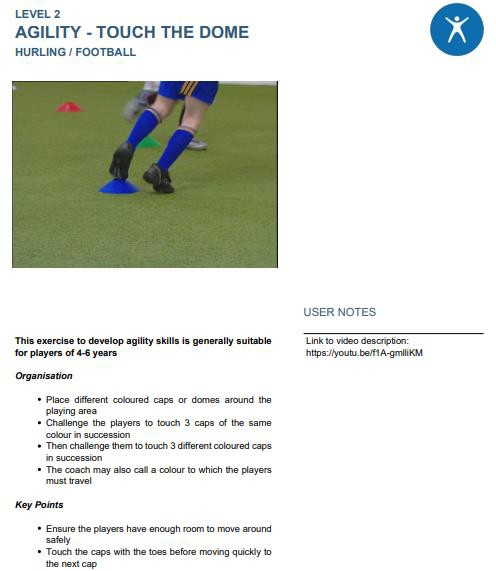 LEVEL 2
AGILITY - TOUCH THE DOME
HURLING / FOOTBALL
USER NOTES
Link to video description:
https://youtu.be/f1A-gmlliKM
This exercise to develop agility skills is generally suitable
for players of 4-6 years
Organisation
• Place different coloured caps or domes around the
playing area
• Challenge the players to touch 3 caps of the same
colour in succession
• Then challenge them to touch 3 different coloured caps
in succession
• The coach may also call a colour to which the players
must travel
Key Points
• Ensure the players have enough room to move around
safely
• Touch the caps with the toes before moving quickly to
the next cap